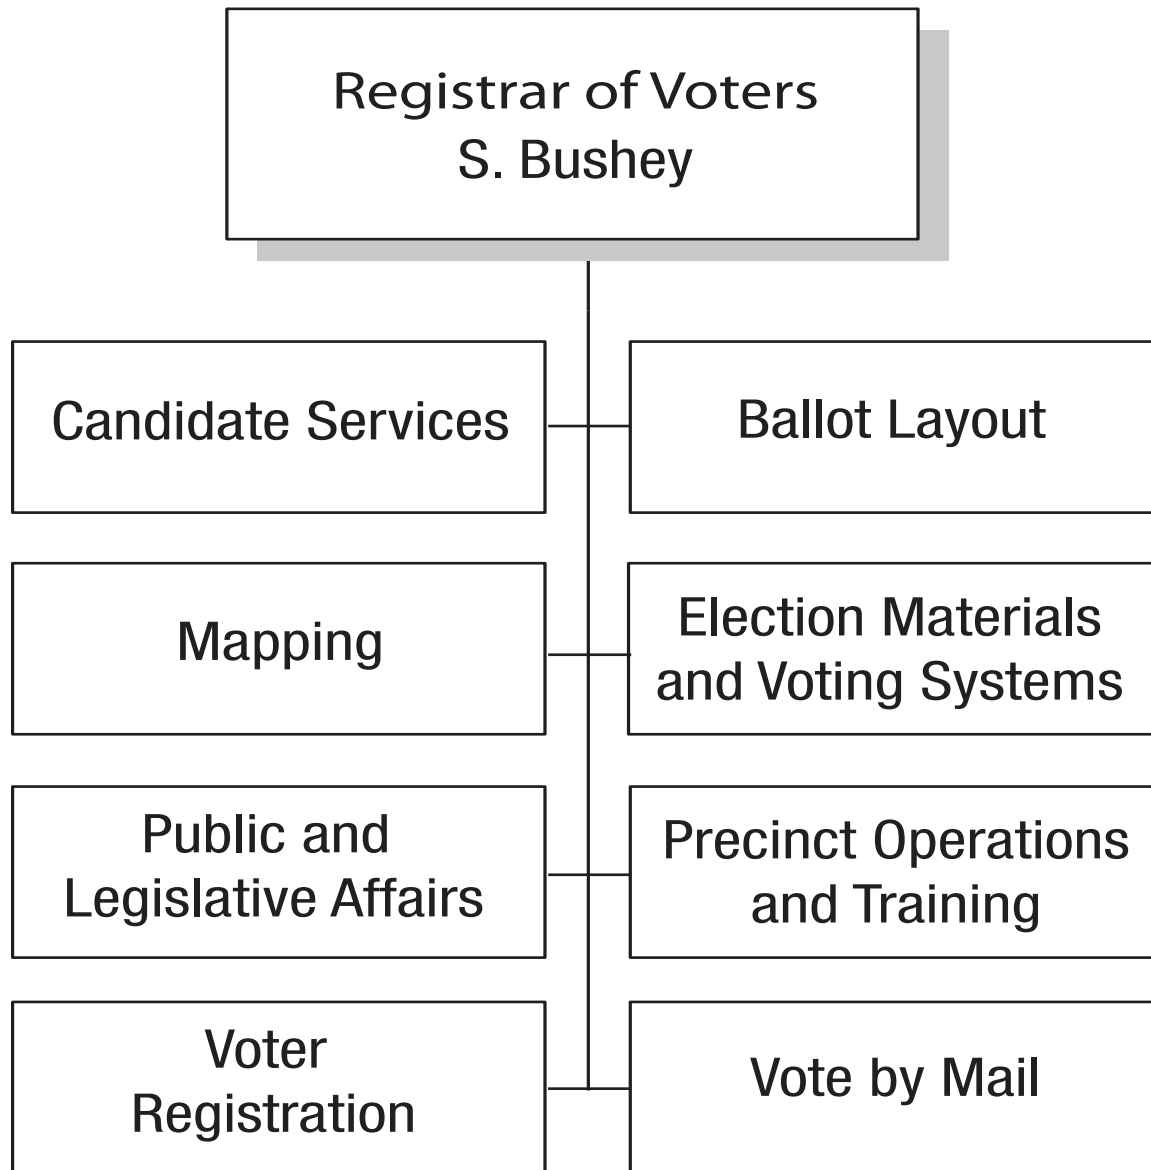 Registrar of Voters
S. Bushey
Candidate Services
Ballot Layout
Mapping
Election Materials
and Voting Systems
Public and
Legislative Affairs
Precinct Operations
and Training
Voter
Registration
Vote by Mail